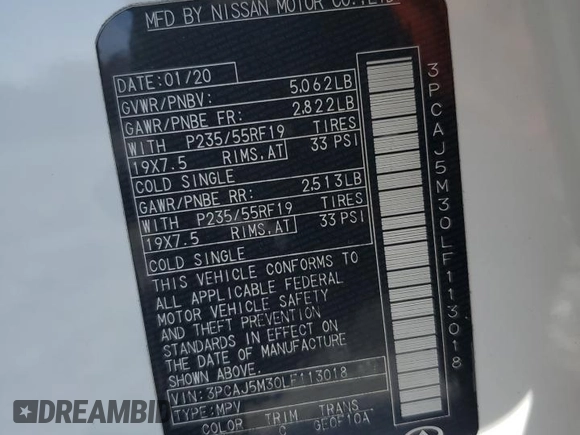 MFD BY NISSAN MOTOR CO.,LTD
DATE:01/20
GVWR/PNBV: 5,062LB
GAWR/PNBE FR: 2,822LB
WITH P235/55RF19 TIRES
19X7.5 RIMS,AT 33 PSI
COLD SINGLE
GAWR/PNBE RR: 2,513LB
WITH P235/55RF19 TIRES
19X7.5 RIMS,AT 33 PSI
COLD SINGLE
THIS VEHICLE CONFORMS TO
ALL APPLICABLE FEDERAL
MOTOR VEHICLE SAFETY
AND THEFT PREVENTION
STANDARDS IN EFFECT ON
THE DATE OF MANUFACTURE
SHOWN ABOVE.
VIN:3PCAJ5M30LF113018
TYPE:MPV
COLOR TRIM TRANS
C
3PCAJ5M30LF113018
DREAMBID